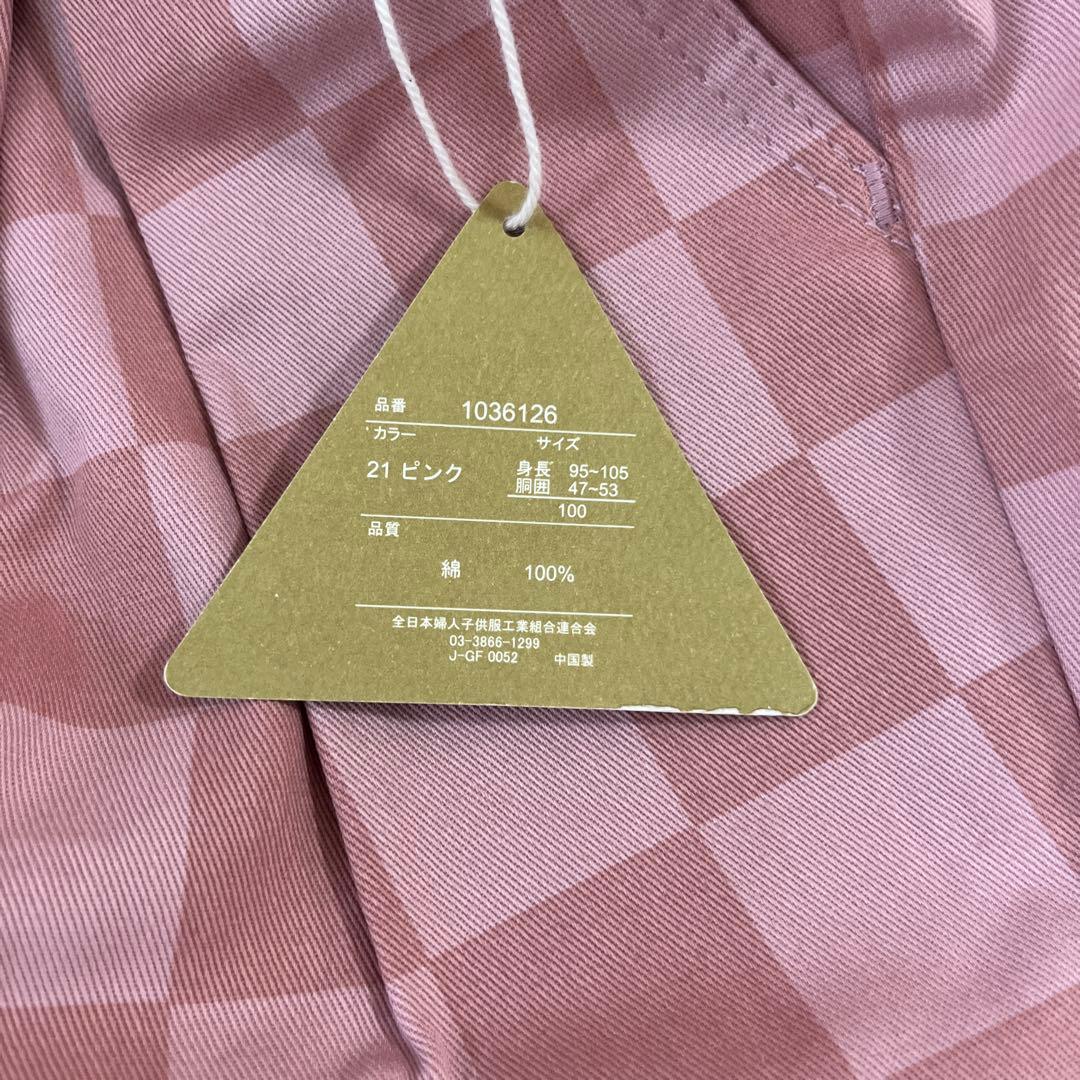 品番 1036126
カラー サイズ
21 ピンク 身長 95~105
胴囲 47~53
100
品質
綿 100%
全日本婦人子供服工業組合連合会
03-3866-1299
J-GF 0052 中国製